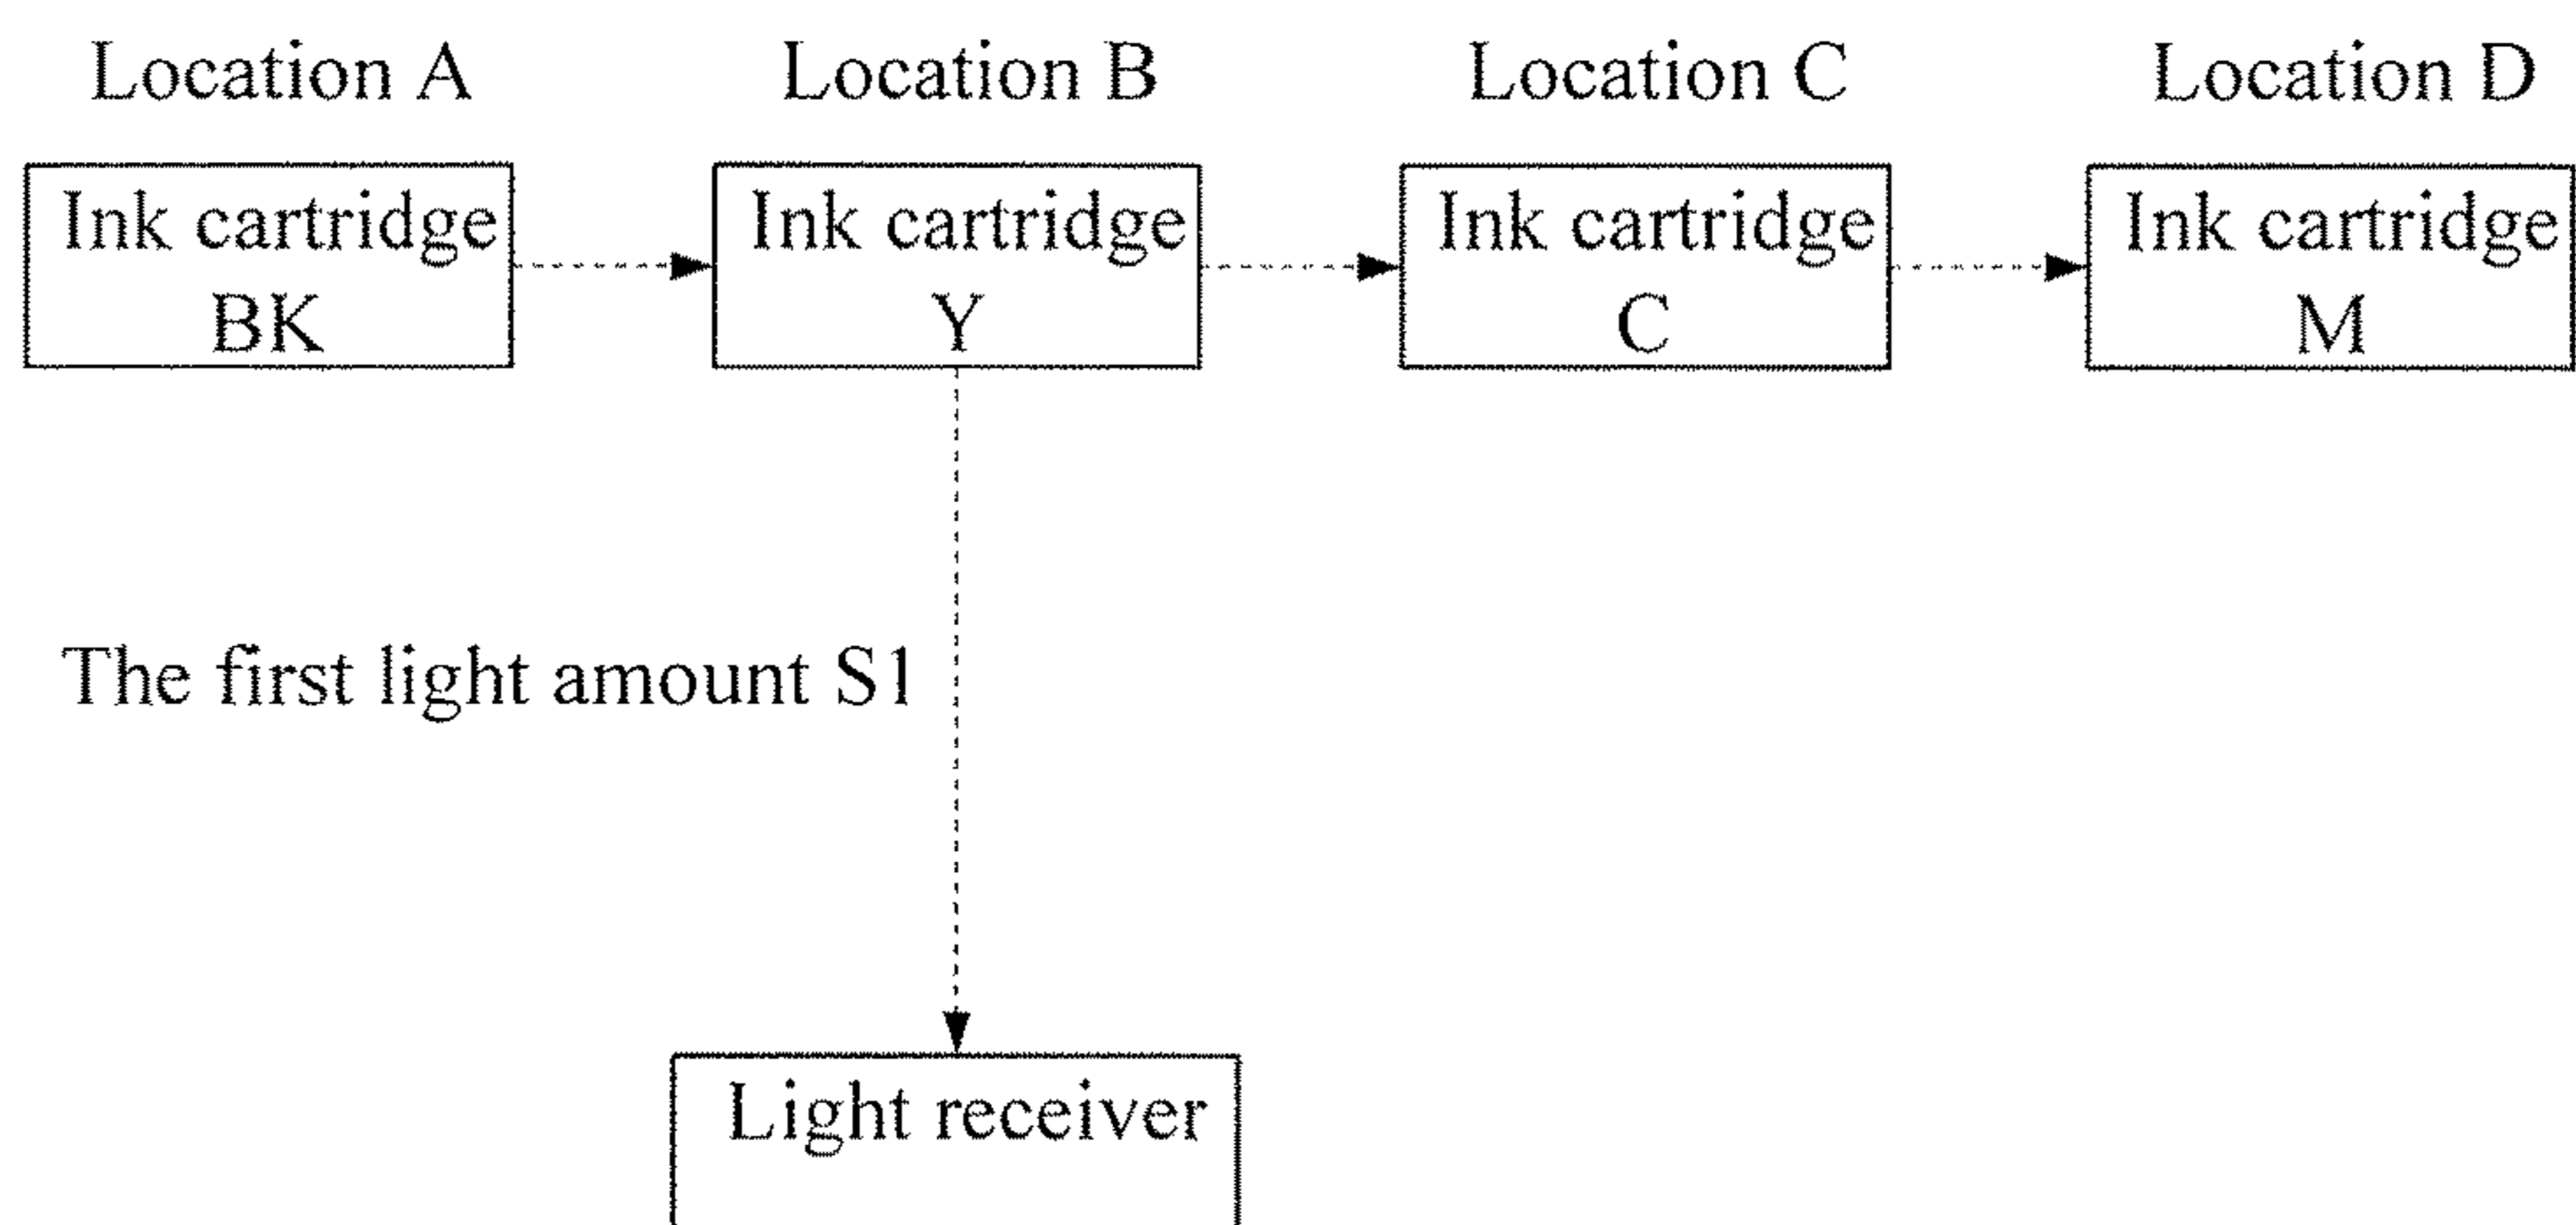 Location A Location B Location C Location D
Ink cartridge Ink cartridge Ink cartridge Ink cartridge
BK Y C M
The first light amount S1
Light receiver